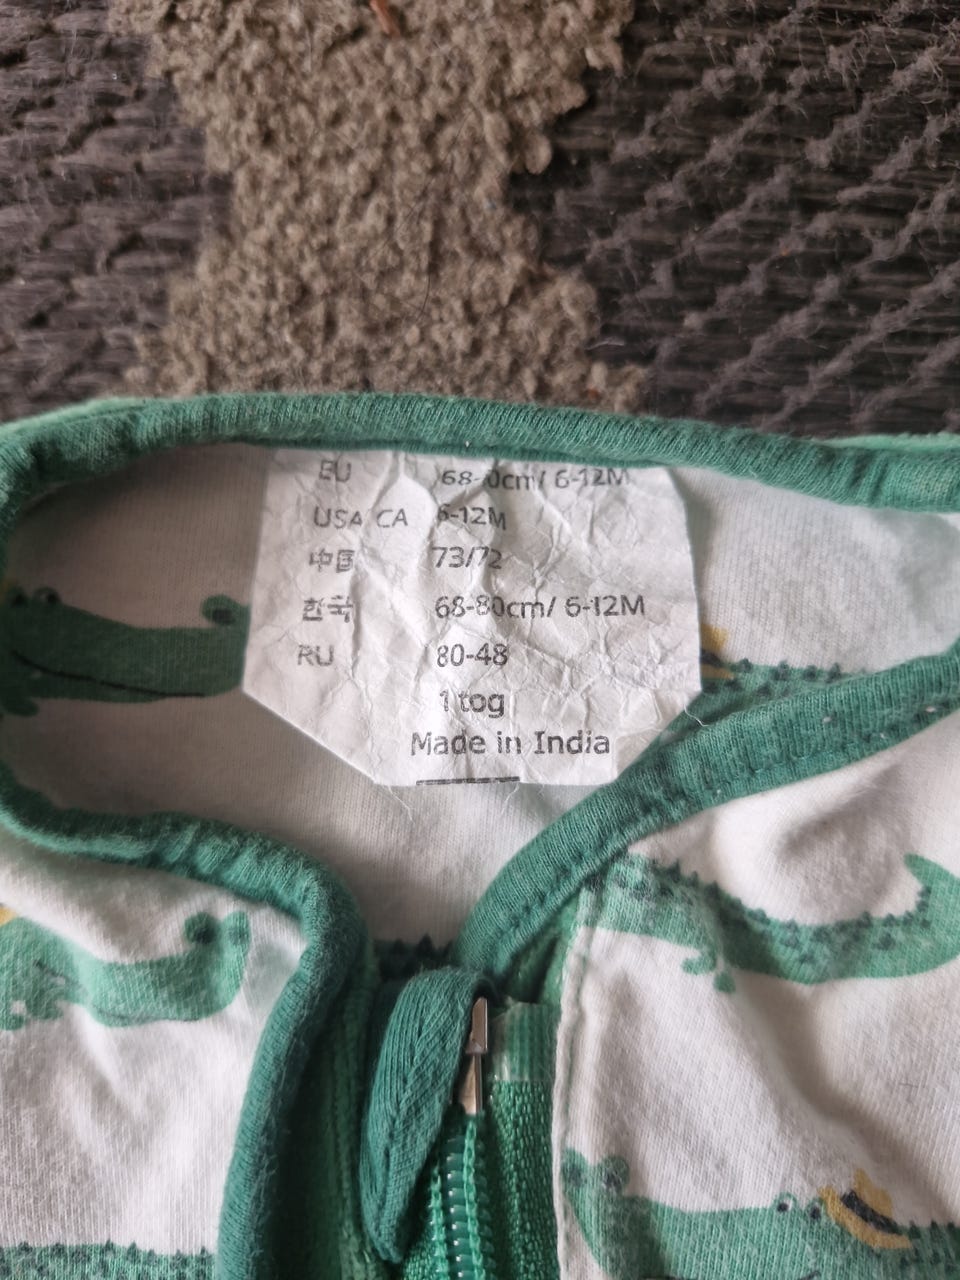 EU 68-80cm/ 6-12M
USA CA 6-12M
中国 73/72
한국 68-80cm/ 6-12M
RU 80-48
1 tog
Made in India